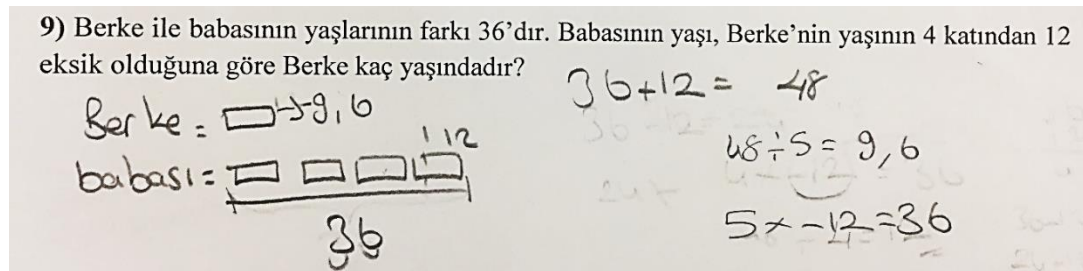 9) Berke ile babasının yaşlarının farkı 36'dır. Babasının yaşı, Berke'nin yaşının 4 katından 12
eksik olduğuna göre Berke kaç yaşındadır?
36+12= 48
Berke = →9,6
12
babası=
48÷5= 9,6
36
5x-12=36